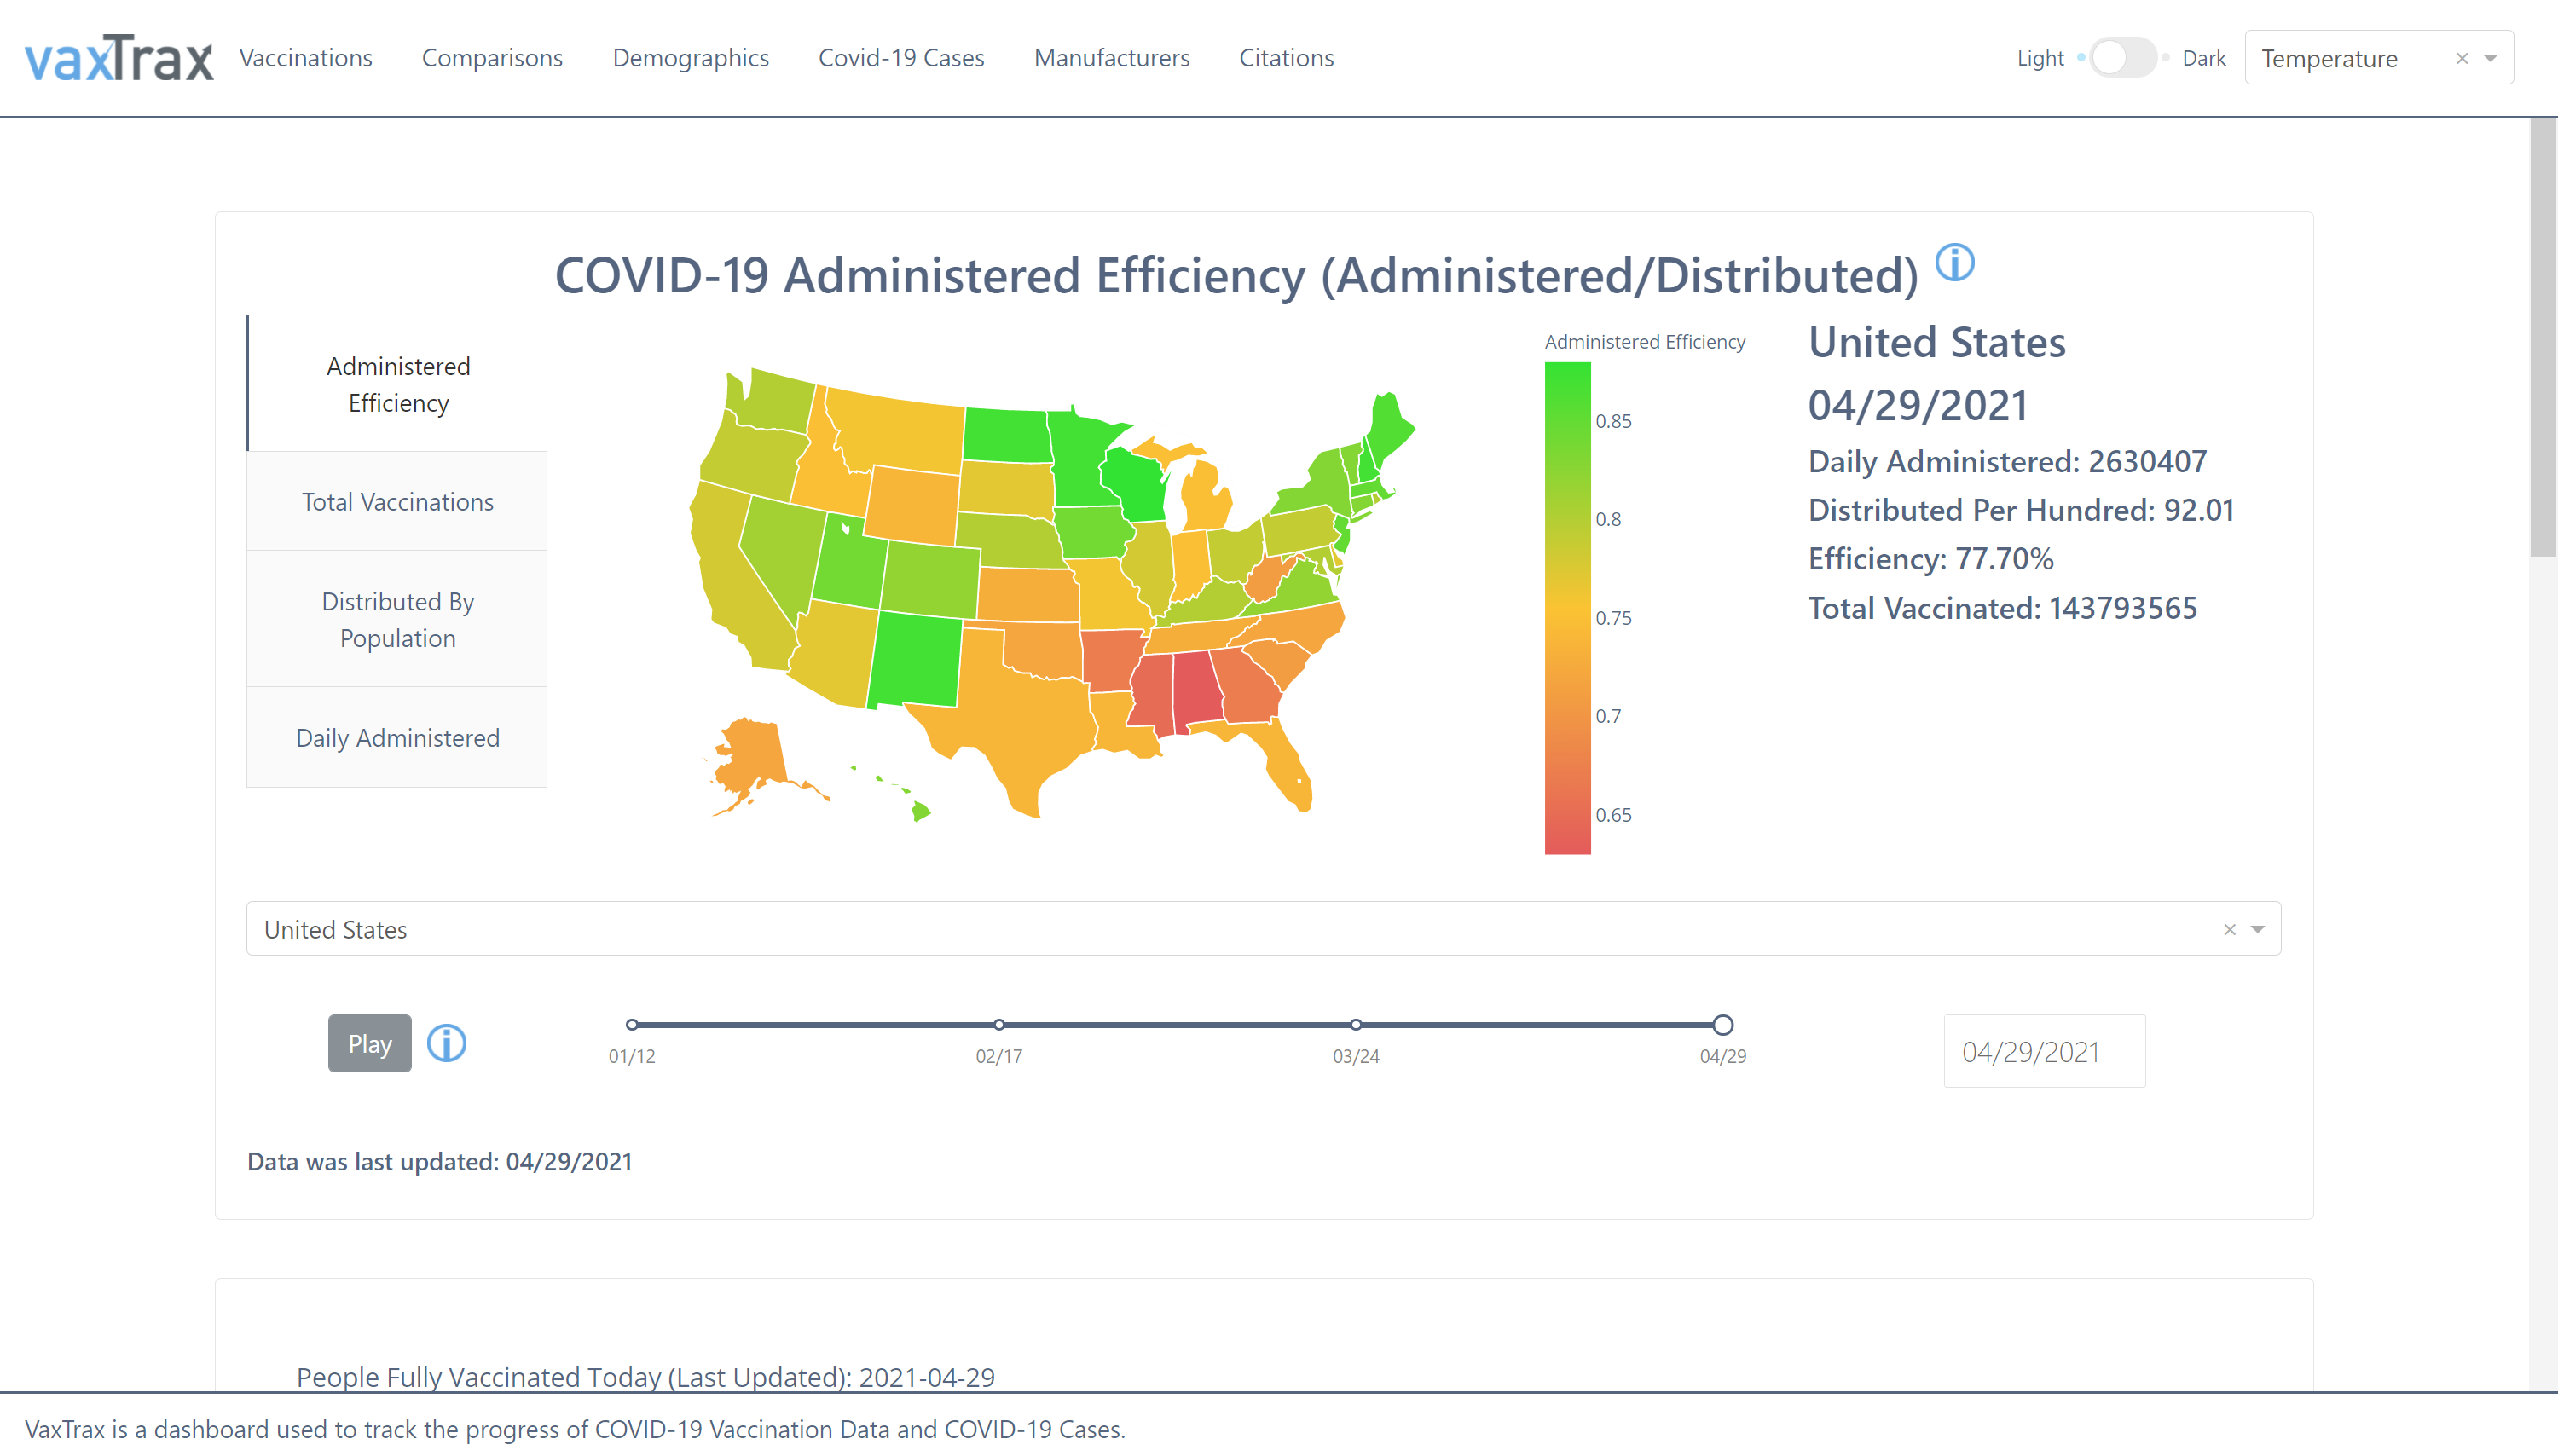 vaxTrax Vaccinations Comparisons Demographics Covid-19 Cases Manufacturers Citations Light Dark Temperature × 
COVID-19 Administered Efficiency (Administered/Distributed)
Administered
Efficiency
Total Vaccinations
Distributed By
Population
Daily Administered
Administered Efficiency
0.85
0.8
0.75
0.7
0.65
United States
04/29/2021
Daily Administered: 2630407
Distributed Per Hundred: 92.01
Efficiency: 77.70%
Total Vaccinated: 143793565
United States ×
Play
01/12 02/17 03/24 04/29
04/29/2021
Data was last updated: 04/29/2021
People Fully Vaccinated Today (Last Updated): 2021-04-29
VaxTrax is a dashboard used to track the progress of COVID-19 Vaccination Data and COVID-19 Cases.